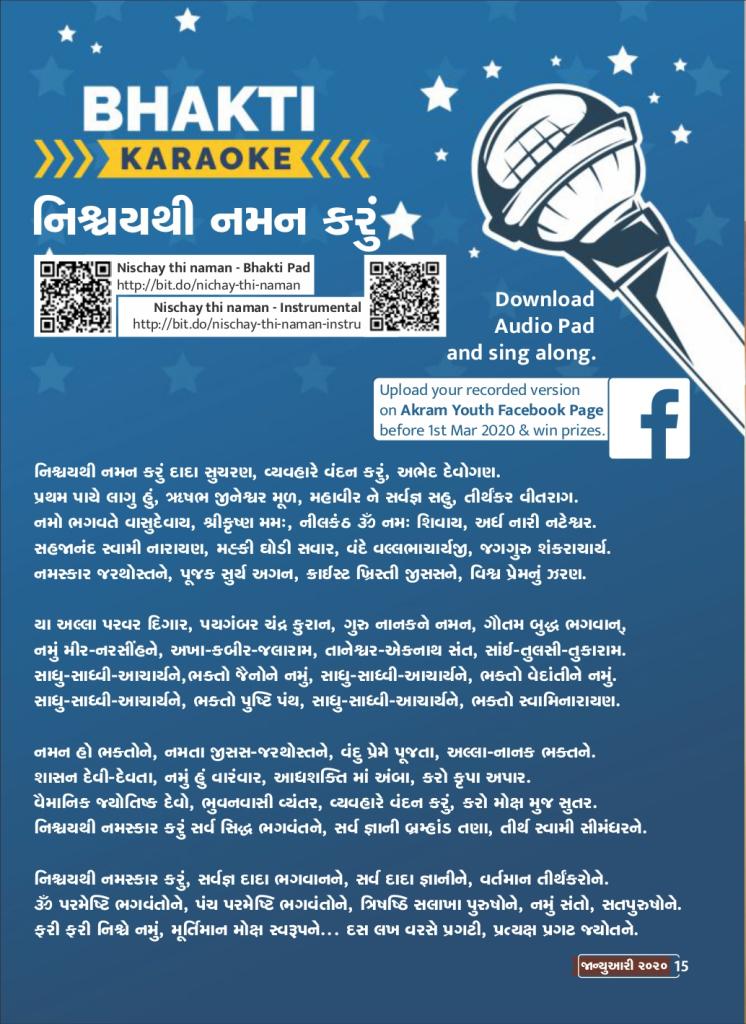 BHAKTI
KARAOKE
નિશ્ચયથી નમન કરું
Nischay thi naman - Bhakti Pad
http://bit.do/nichay-thi-naman
Nischay thi naman - Instrumental
http://bit.do/nischay-thi-naman-instru
Download
Audio Pad
and sing along.
Upload your recorded version
on Akram Youth Facebook Page
before 1st Mar 2020 & win prizes.
f
નિશ્ચયથી નમન કરું દાદા સુચરણ, વ્યવહારે વંદન કરું, અભેદ દેવોગણ.
પ્રથમ પાયે લાગુ હું, ઋષભ જીનેશ્વર મૂળ, મહાવીર ને સર્વજ્ઞ સહુ, તીર્થંકર વીતરાગ.
નમો ભગવતે વાસુદેવાય, શ્રીકૃષ્ણ મમઃ, નીલકંઠ ૐ નમઃ શિવાય, અર્ધ નારી નટેશ્વર.
સહજાનંદ સ્વામી નારાયણ, મલ્કી ઘોડી સવાર, વંદે વલ્લભાચાર્યજી, જગગુરુ શંકરાચાર્ય.
નમસ્કાર જરથોસ્તને, પૂજક સુર્ય અગન, ક્રાઈસ્ટ ખ્રિસ્તી જીસસને, વિશ્વ પ્રેમનું ઝરણ.
યા અલ્લા પરવર દિગાર, પયગંબર ચંદ્ર કુરાન, ગુરુ નાનકને નમન, ગૌતમ બુદ્ધ ભગવાન્,
નમું મીર-નરસીંહને, અખા-કબીર-જલારામ, તાનેશ્વર-એકનાથ સંત, સાંઈ-તુલસી-તુકારામ.
સાધુ-સાધ્વી-આચાર્યને,ભક્તો જૈનોને નમું, સાધુ-સાધ્વી-આચાર્યને, ભક્તો વેદાંતીને નમું.
સાધુ-સાધ્વી-આચાર્યને, ભક્તો પુષ્ટિ પંથ, સાધુ-સાધ્વી-આચાર્યને, ભક્તો સ્વામિનારાયણ.
નમન હો ભક્તોને, નમતા જીસસ-જરથોસ્તને, વંદુ પ્રેમે પૂજતા, અલ્લા-નાનક ભક્તને.
શાસન દેવી-દેવતા, નમું હું વારંવાર, આધશક્તિ માં અંબા, કરો કૃપા અપાર.
વૈમાનિક જ્યોતિષ્ક દેવો, ભુવનવાસી વ્યંતર, વ્યવહારે વંદન કરું, કરો મોક્ષ મુજ સુતર.
નિશ્ચયથી નમસ્કાર કરું સર્વ સિદ્ધ ભગવંતને, સર્વ જ્ઞાની બ્રમ્હાંડ તણા, તીર્થ સ્વામી સીમંધરને.
નિશ્ચયથી નમસ્કાર કરું, સર્વજ્ઞ દાદા ભગવાનને, સર્વ દાદા જ્ઞાનીને, વર્તમાન તીર્થંકરોને.
ૐ પરમેષ્ટિ ભગવંતોને, પંચ પરમેષ્ટિ ભગવંતોને, ત્રિષષ્ઠિ સલાખા પુરુષોને, નમું સંતો, સતપુરુષોને.
ફરી ફરી નિશ્ચે નમું, મૂર્તિમાન મોક્ષ સ્વરૂપને... દસ લખ વરસે પ્રગટી, પ્રત્યક્ષ પ્રગટ જ્યોતને.
જાન્યુઆરી ૨૦૨૦ 15